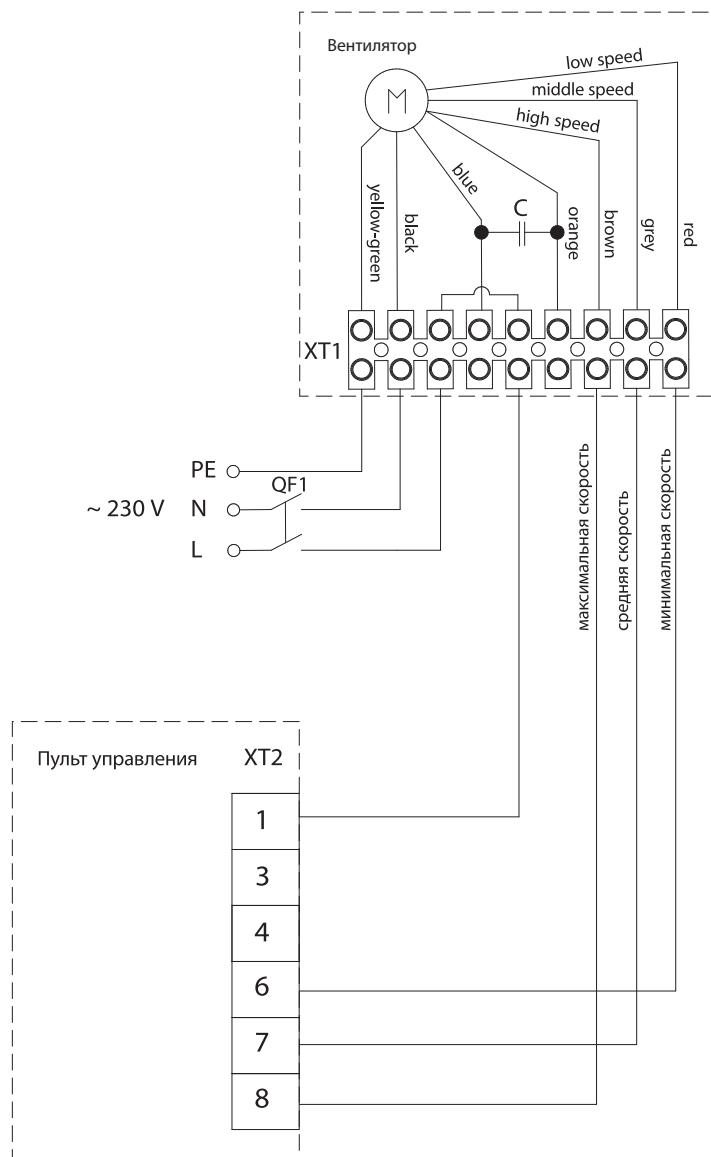 Вентилятор
low speed
middle speed
high speed
M
blue
C
yellow-green
black
orange
brown
grey
red
XT1
PE
QF1
~ 230 V N
L
максимальная скорость
средняя скорость
минимальная скорость
Пульт управления XT2
1
3
4
6
7
8